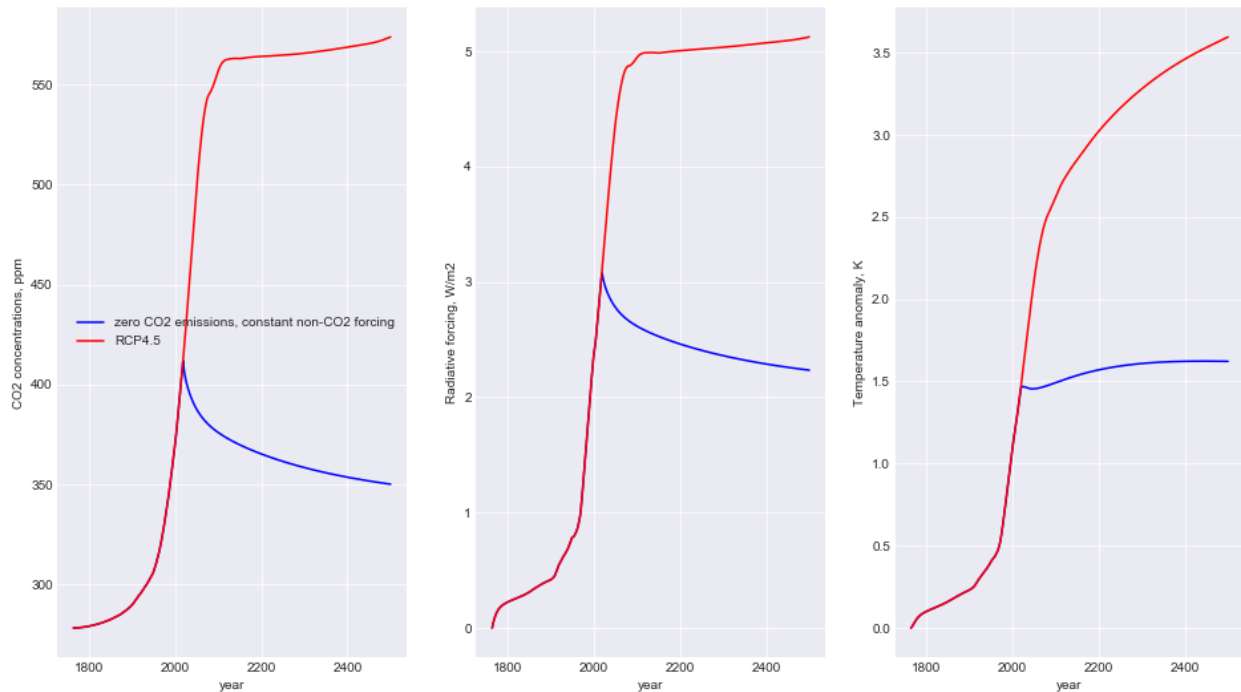 CO2 concentrations, ppm
550
500
450
400
350
300
zero CO2 emissions, constant non-CO2 forcing
RCP4.5
1800 2000 2200 2400
year
Radiative forcing, W/m2
5
4
3
2
1
0
1800 2000 2200 2400
year
Temperature anomaly, K
3.5
3.0
2.5
2.0
1.5
1.0
0.5
0.0
1800 2000 2200 2400
year